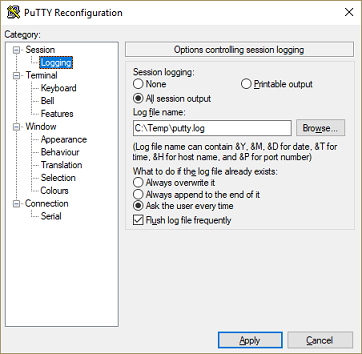 PuTTY Reconfiguration
Category:
Session
Logging
Terminal
Keyboard
Bell
Features
Window
Appearance
Behaviour
Translation
Selection
Colours
Connection
Serial
Options controlling session logging
Session logging:
None
Printable output
All session output
Log file name:
C:\Temp\putty.log
Browse...
(Log file name can contain &Y, &M, &D for date, &T for
time, &H for host name, and &P for port number)
What to do if the log file already exists:
Always overwrite it
Always append to the end of it
Ask the user every time
Flush log file frequently
Apply
Cancel